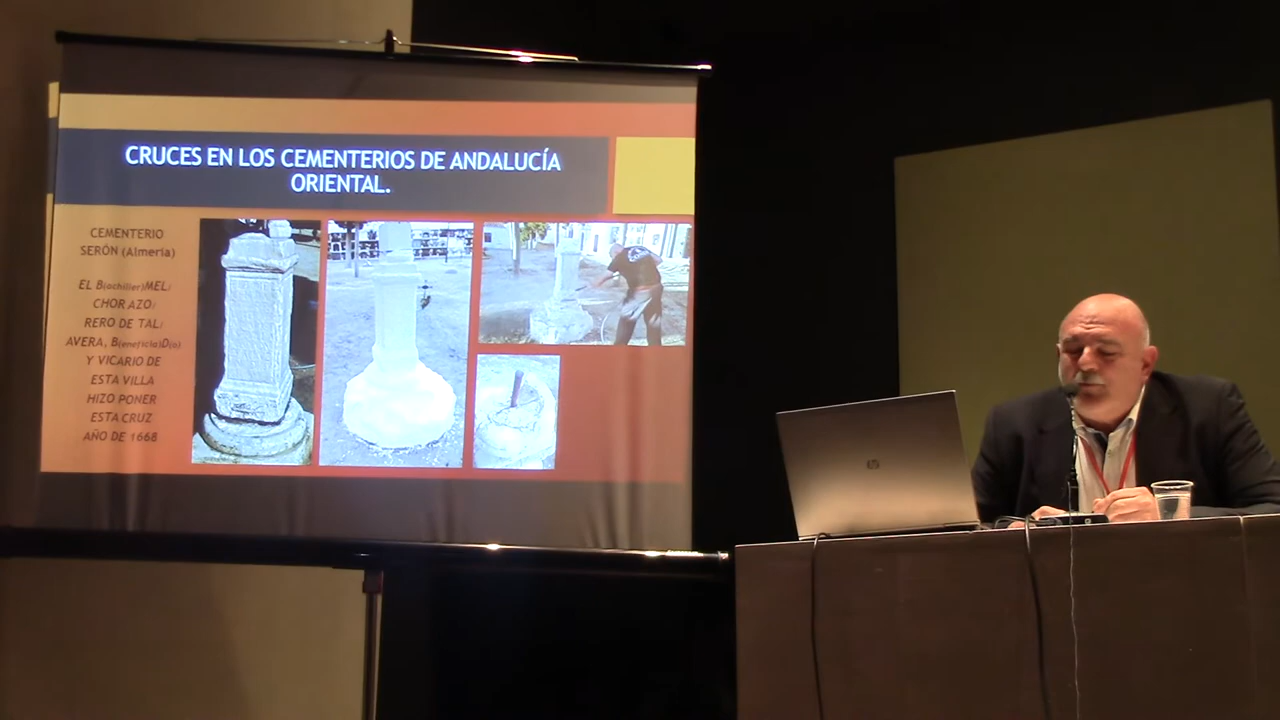 CRUCES EN LOS CEMENTERIOS DE ANDALUCÍA
ORIENTAL.
CEMENTERIO
SERÓN (Almería)
EL B(achiller)MEL/
CHOR AZO/
RERO DE TAL/
AVERA, B(eneficia)D(o)
Y VICARIO DE
ESTA VILLA
HIZO PONER
ESTA CRUZ
AÑO DE 1668
hp